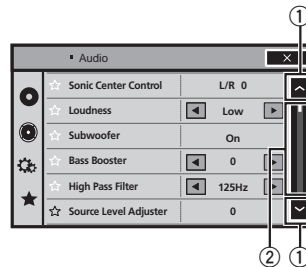 ①
Audio
Sonic Center Control L/R 0
Loudness Low
Subwoofer On
Bass Booster 0
High Pass Filter 125Hz
Source Level Adjuster 0
② ①